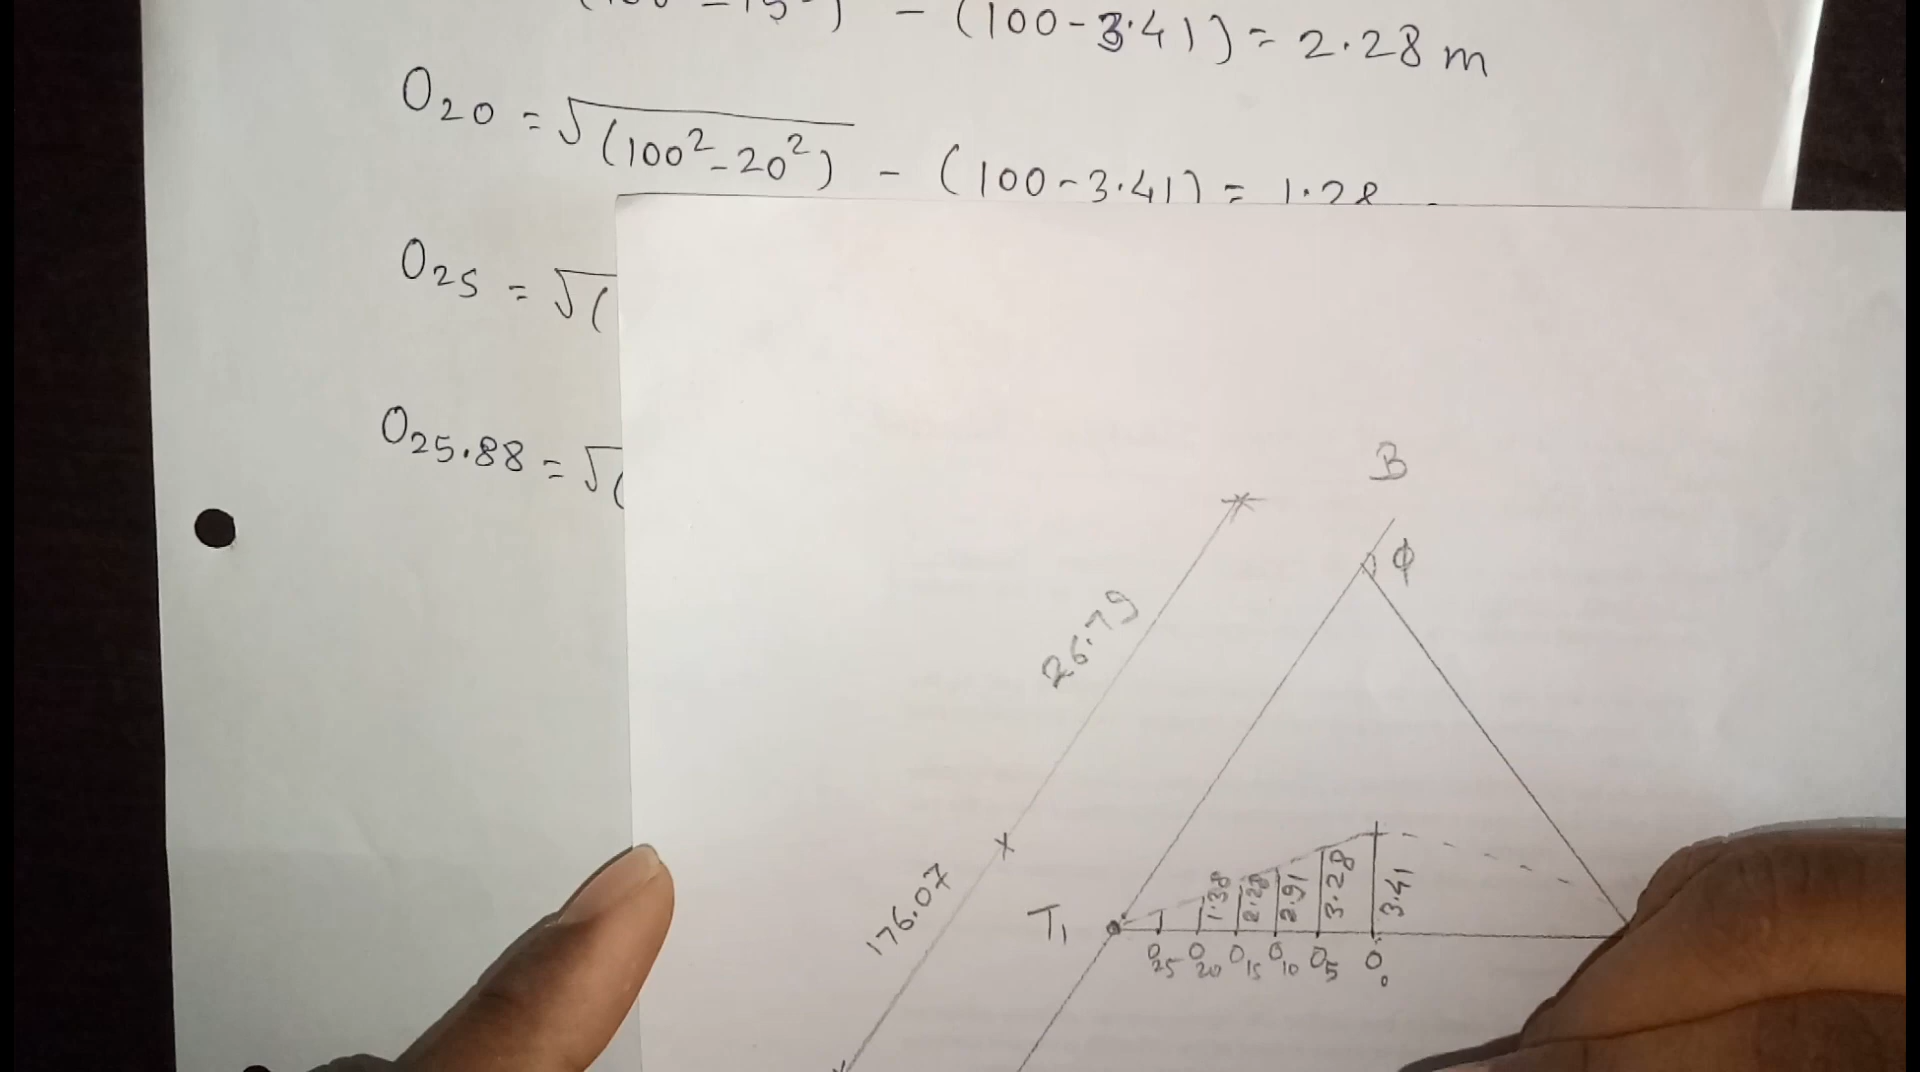 - (100-3.41) = 2.28 m
O20 = √(100²-20²) - (100-3.41) = 1.38
O25 = √(
O25.88 = √(
B
φ
26.79
176.07
T1
1.38 2.28 2.91 3.28 3.41
O25 O20 O15 O10 O5 O0